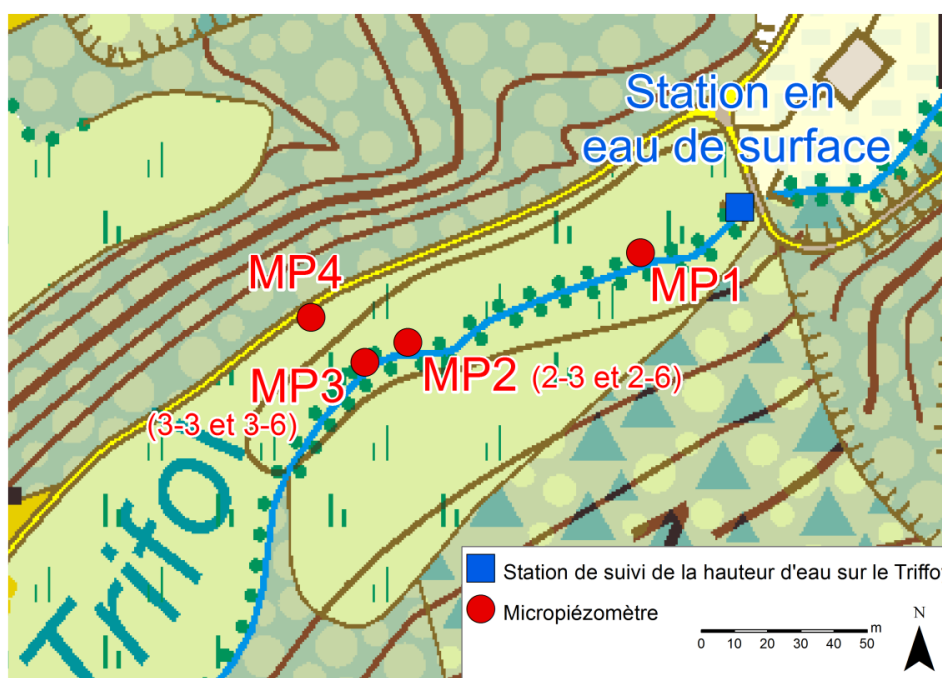 Station en
eau de surface
MP4
MP1
MP3
(3-3 et 3-6)
MP2 (2-3 et 2-6)
Trifoi
Station de suivi de la hauteur d'eau sur le Triffo
Micropiézomètre
N
m
0 10 20 30 40 50